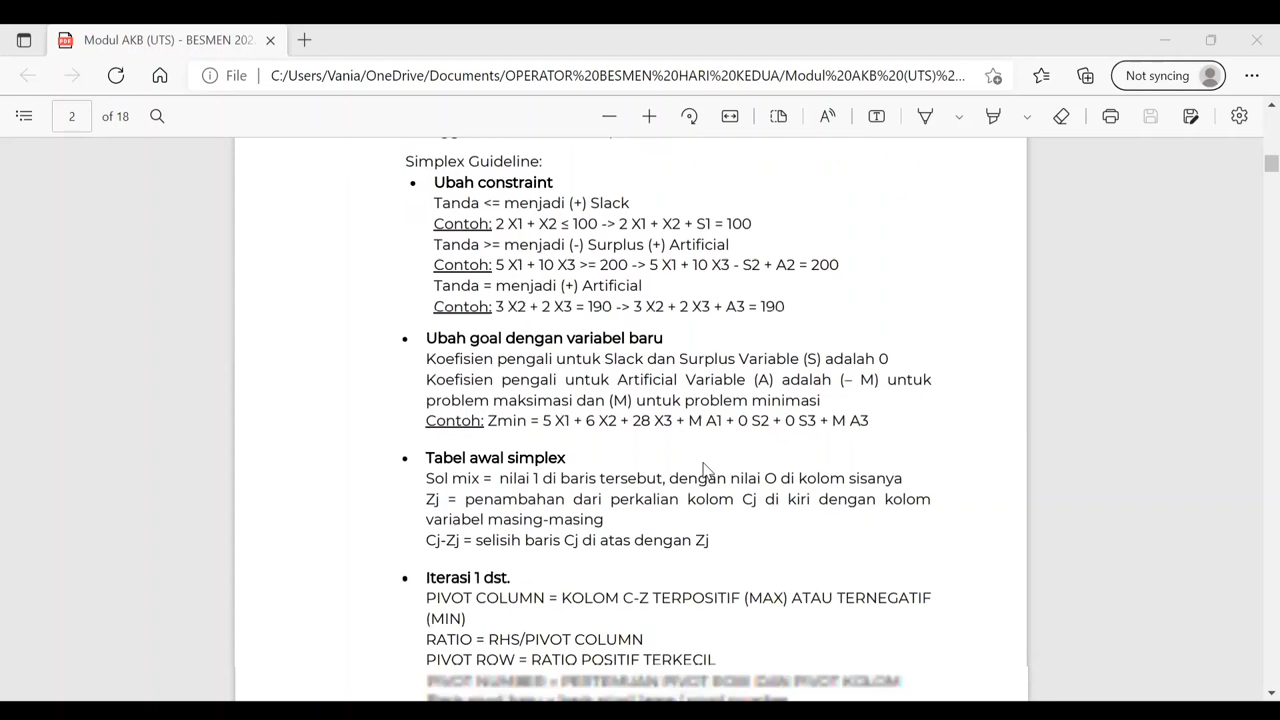 Modul AKB (UTS) - BESMEN 202
File
C:/Users/Vania/OneDrive/Documents/OPERATOR%20BESMEN%20HARI%20KEDUA/Modul%20AKB%20(UTS)%2...
Not syncing
2 of 18
Simplex Guideline:
• Ubah constraint
Tanda <= menjadi (+) Slack
Contoh: 2 X1 + X2 ≤ 100 -> 2 X1 + X2 + S1 = 100
Tanda >= menjadi (-) Surplus (+) Artificial
Contoh: 5 X1 + 10 X3 >= 200 -> 5 X1 + 10 X3 - S2 + A2 = 200
Tanda = menjadi (+) Artificial
Contoh: 3 X2 + 2 X3 = 190 -> 3 X2 + 2 X3 + A3 = 190
• Ubah goal dengan variabel baru
Koefisien pengali untuk Slack dan Surplus Variable (S) adalah 0
Koefisien pengali untuk Artificial Variable (A) adalah (– M) untuk
problem maksimasi dan (M) untuk problem minimasi
Contoh: Zmin = 5 X1 + 6 X2 + 28 X3 + M A1 + 0 S2 + 0 S3 + M A3
• Tabel awal simplex
Sol mix = nilai 1 di baris tersebut, dengan nilai O di kolom sisanya
Zj = penambahan dari perkalian kolom Cj di kiri dengan kolom
variabel masing-masing
Cj-Zj = selisih baris Cj di atas dengan Zj
• Iterasi 1 dst.
PIVOT COLUMN = KOLOM C-Z TERPOSITIF (MAX) ATAU TERNEGATIF
(MIN)
RATIO = RHS/PIVOT COLUMN
PIVOT ROW = RATIO POSITIF TERKECIL
PIVOT NUMBER = PERTEMUAN PIVOT ROW DAN PIVOT KOLOM